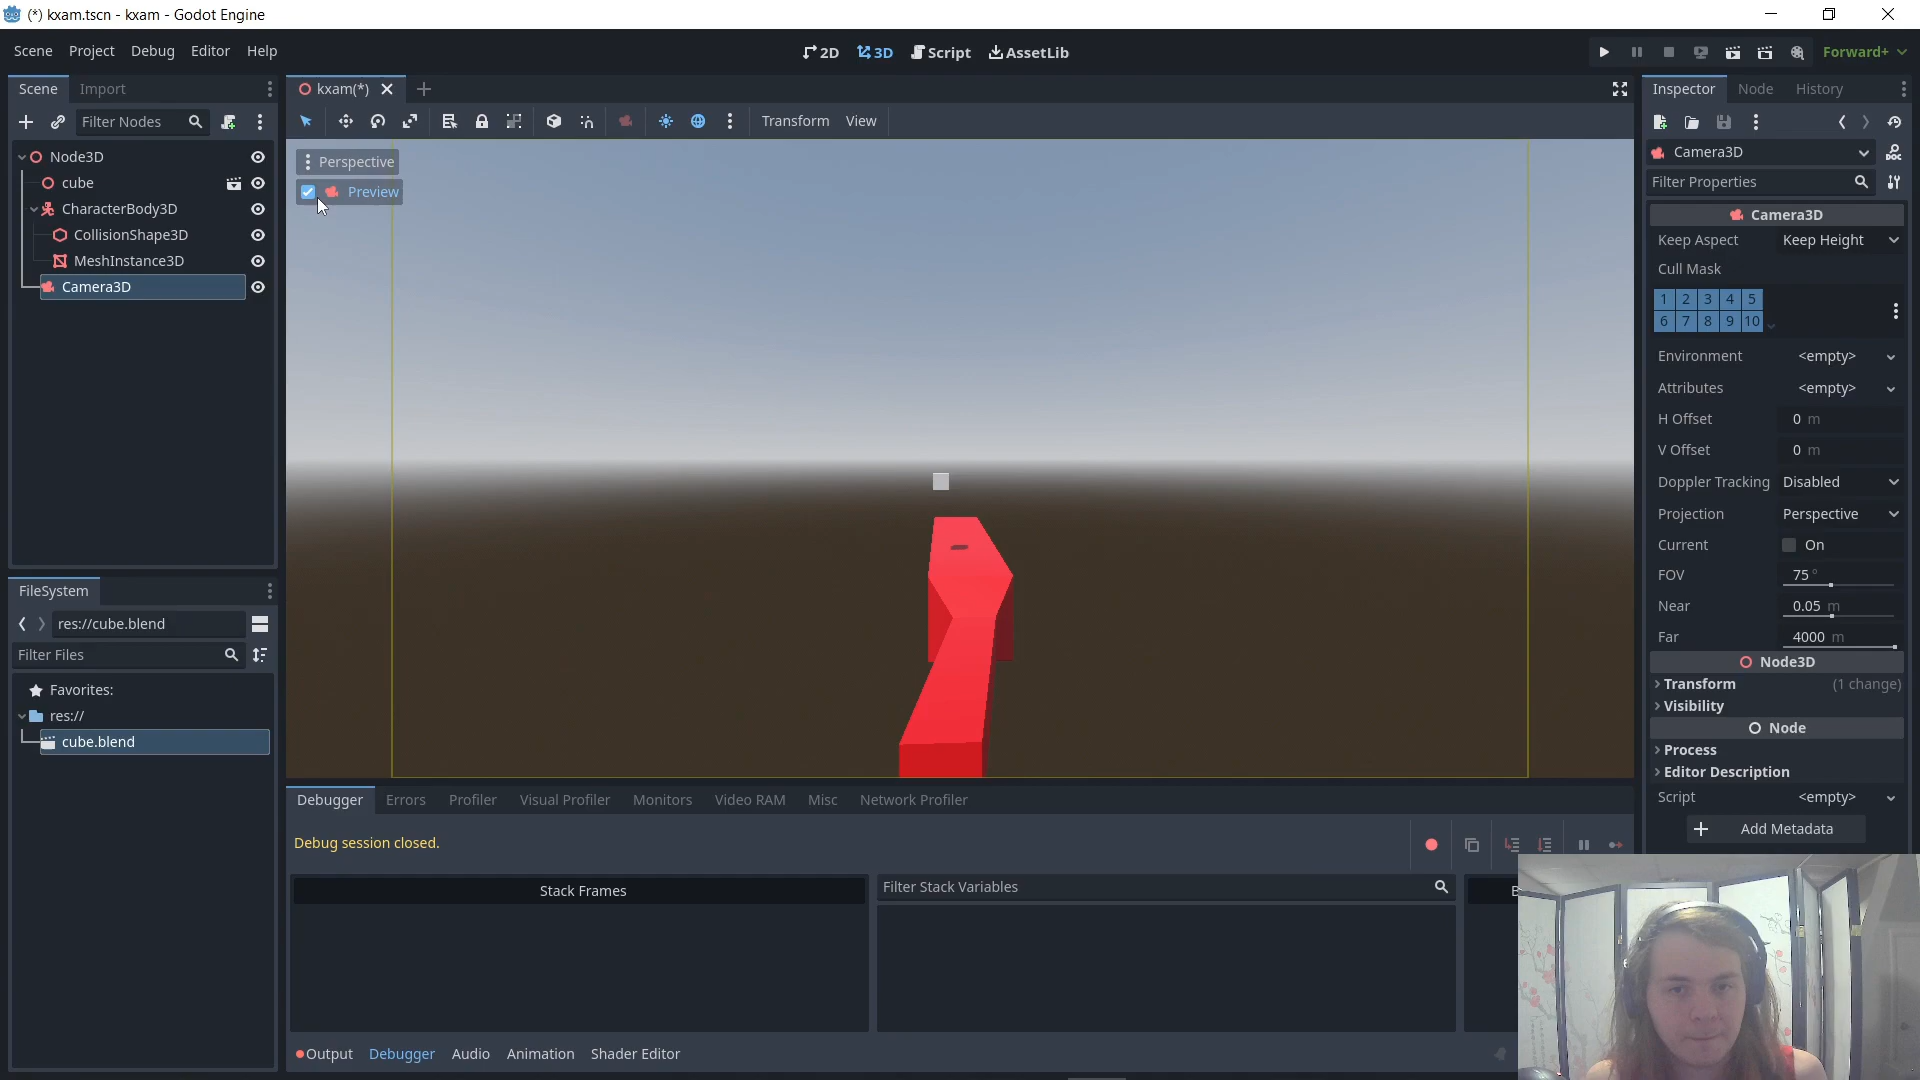 (*) kxam.tscn - kxam - Godot Engine
Scene Project Debug Editor Help
2D 3D Script AssetLib
Forward+
Scene Import
Filter Nodes
Node3D
cube
CharacterBody3D
CollisionShape3D
MeshInstance3D
Camera3D
FileSystem
res://cube.blend
Filter Files
Favorites:
res://
cube.blend
kxam(*)
Transform View
Perspective
Preview
Debugger Errors Profiler Visual Profiler Monitors Video RAM Misc Network Profiler
Debug session closed.
Stack Frames
Filter Stack Variables
Output Debugger Audio Animation Shader Editor
Inspector Node History
Camera3D
Filter Properties
Camera3D
Keep Aspect Keep Height
Cull Mask
1 2 3 4 5
6 7 8 9 10
Environment <empty>
Attributes <empty>
H Offset 0 m
V Offset 0 m
Doppler Tracking Disabled
Projection Perspective
Current On
FOV 75 °
Near 0.05 m
Far 4000 m
Node3D
Transform (1 change)
Visibility
Node
Process
Editor Description
Script <empty>
Add Metadata